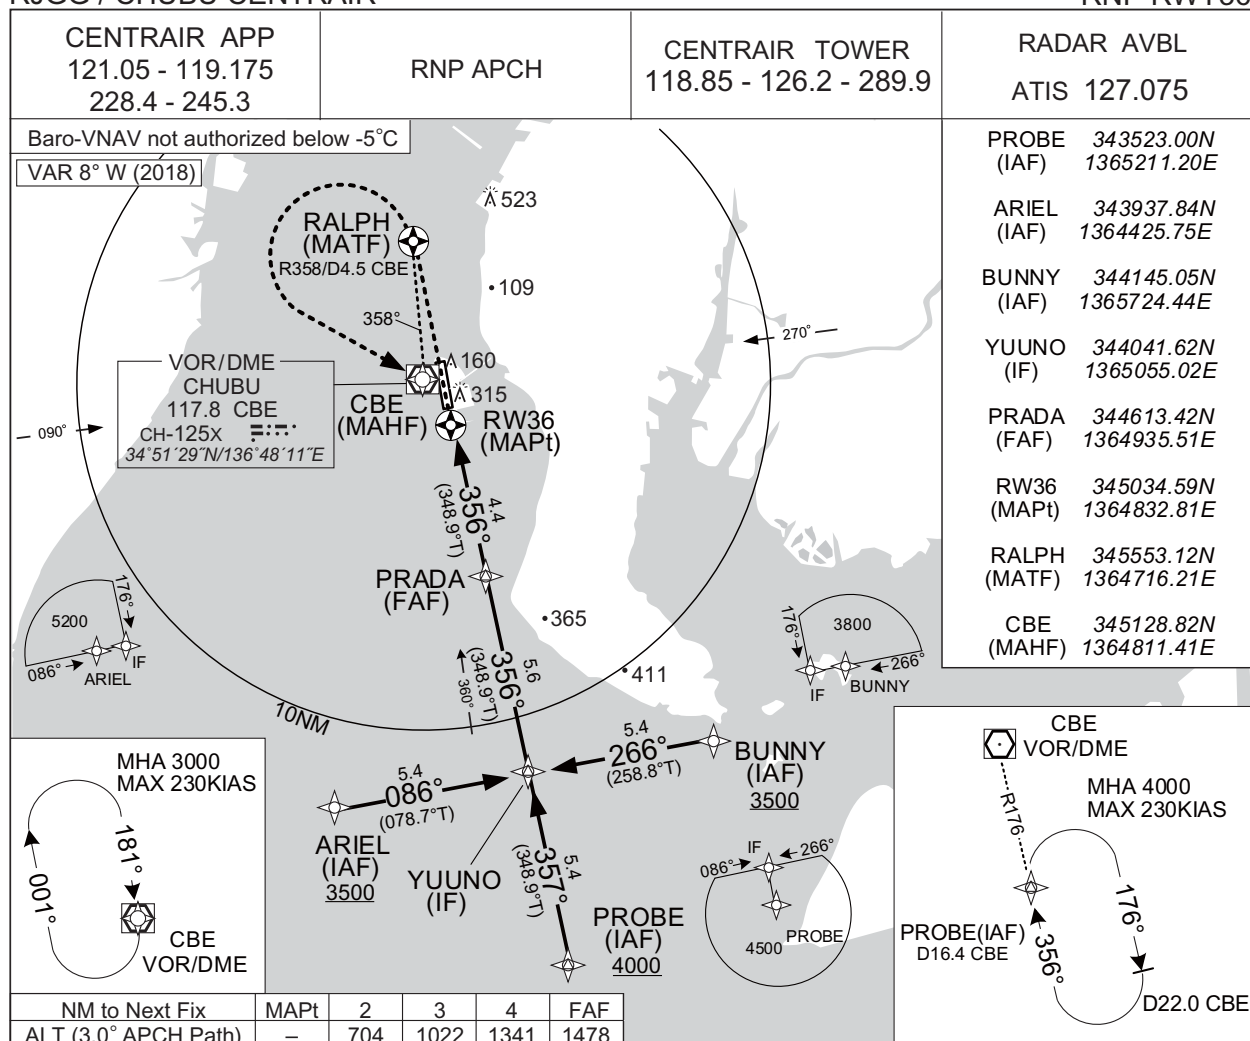 RJGG / CHUBU CENTRAIR
RNP RWY36
CENTRAIR APP
121.05 - 119.175
228.4 - 245.3
RNP APCH
CENTRAIR TOWER
118.85 - 126.2 - 289.9
RADAR AVBL
ATIS 127.075
Baro-VNAV not authorized below -5°C
VAR 8° W (2018)
PROBE 343523.00N
(IAF) 1365211.20E
ARIEL 343937.84N
(IAF) 1364425.75E
BUNNY 344145.05N
(IAF) 1365724.44E
YUUNO 344041.62N
(IF) 1365055.02E
PRADA 344613.42N
(FAF) 1364935.51E
RW36 345034.59N
(MAPt) 1364832.81E
RALPH 345553.12N
(MATF) 1364716.21E
CBE 345128.82N
(MAHF) 1364811.41E
523
RALPH
(MATF)
R358/D4.5 CBE
109
358°
270°
160
315
VOR/DME
CHUBU
117.8 CBE
CH-125X
34°51′29″N/136°48′11″E
090°
CBE
(MAHF)
RW36
(MAPt)
4.4
356°
(348.9°T)
PRADA
(FAF)
365
411
5.6
356°
(348.9°T)
360°
10NM
5200
176°
086°
IF
ARIEL
3800
176°
266°
IF
BUNNY
5.4
266°
(258.8°T)
BUNNY
(IAF)
3500
5.4
086°
(078.7°T)
ARIEL
(IAF)
3500
YUUNO
(IF)
5.4
357°
(348.9°T)
PROBE
(IAF)
4000
IF
086°
266°
4500
PROBE
MHA 3000
MAX 230KIAS
181°
001°
CBE
VOR/DME
CBE
VOR/DME
MHA 4000
MAX 230KIAS
R176
PROBE(IAF)
D16.4 CBE
176°
356°
D22.0 CBE
NM to Next Fix MAPt 2 3 4 FAF
ALT (3.0° APCH Path) – 704 1022 1341 1478